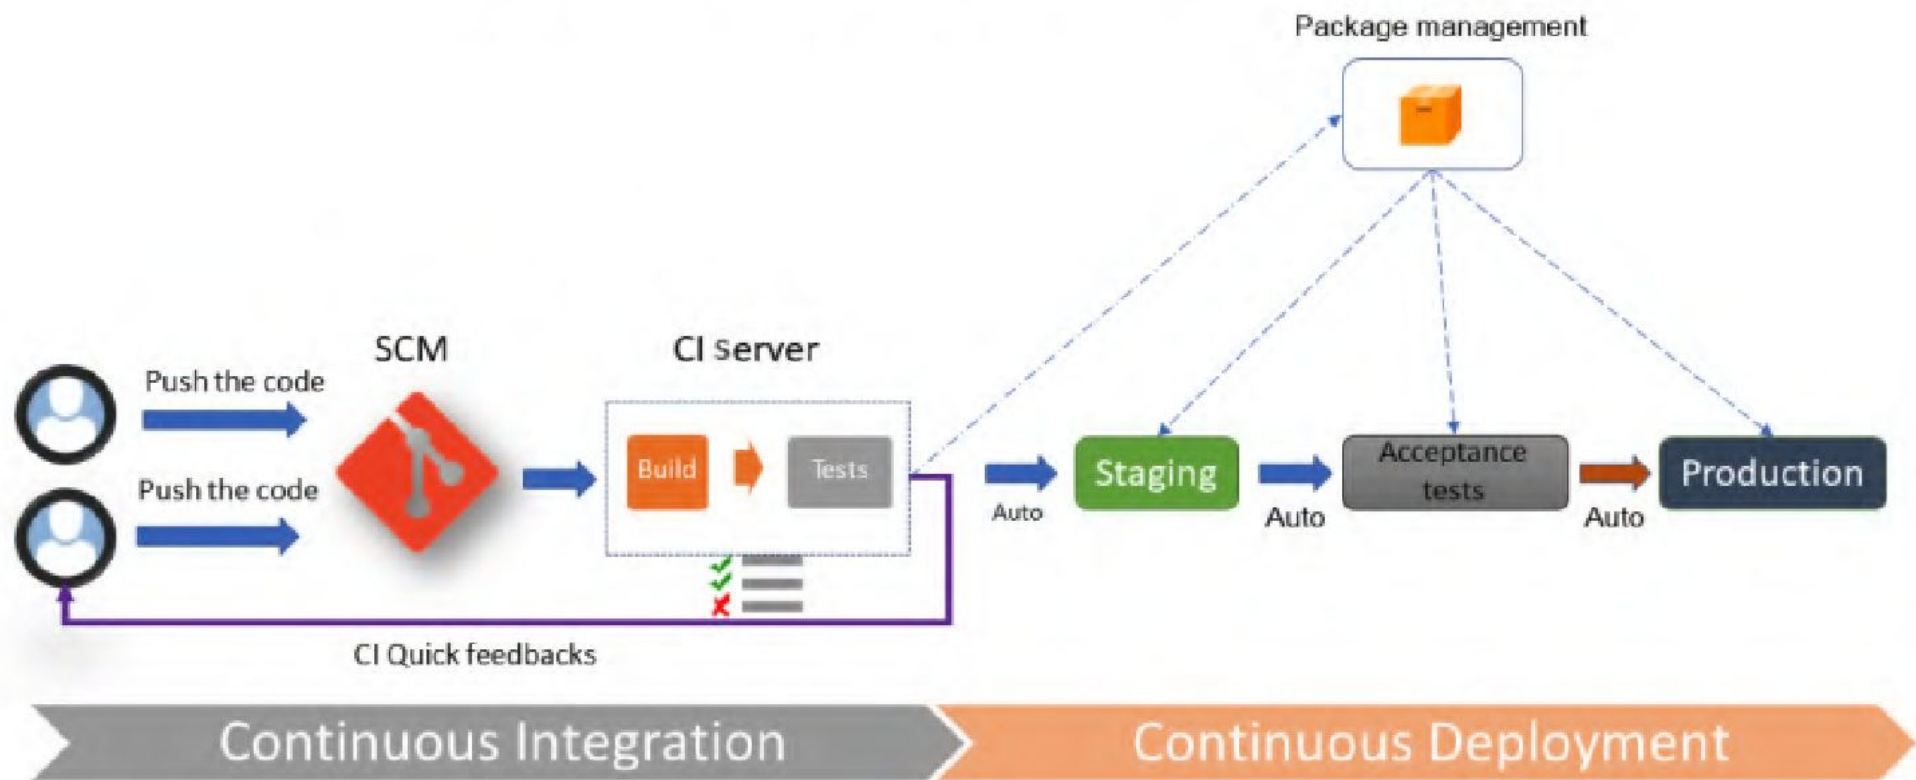 Package management
SCM
CI server
Push the code
Push the code
Build
Tests
Staging
Acceptance
tests
Production
Auto
Auto
Auto
CI Quick feedbacks
Continuous Integration
Continuous Deployment